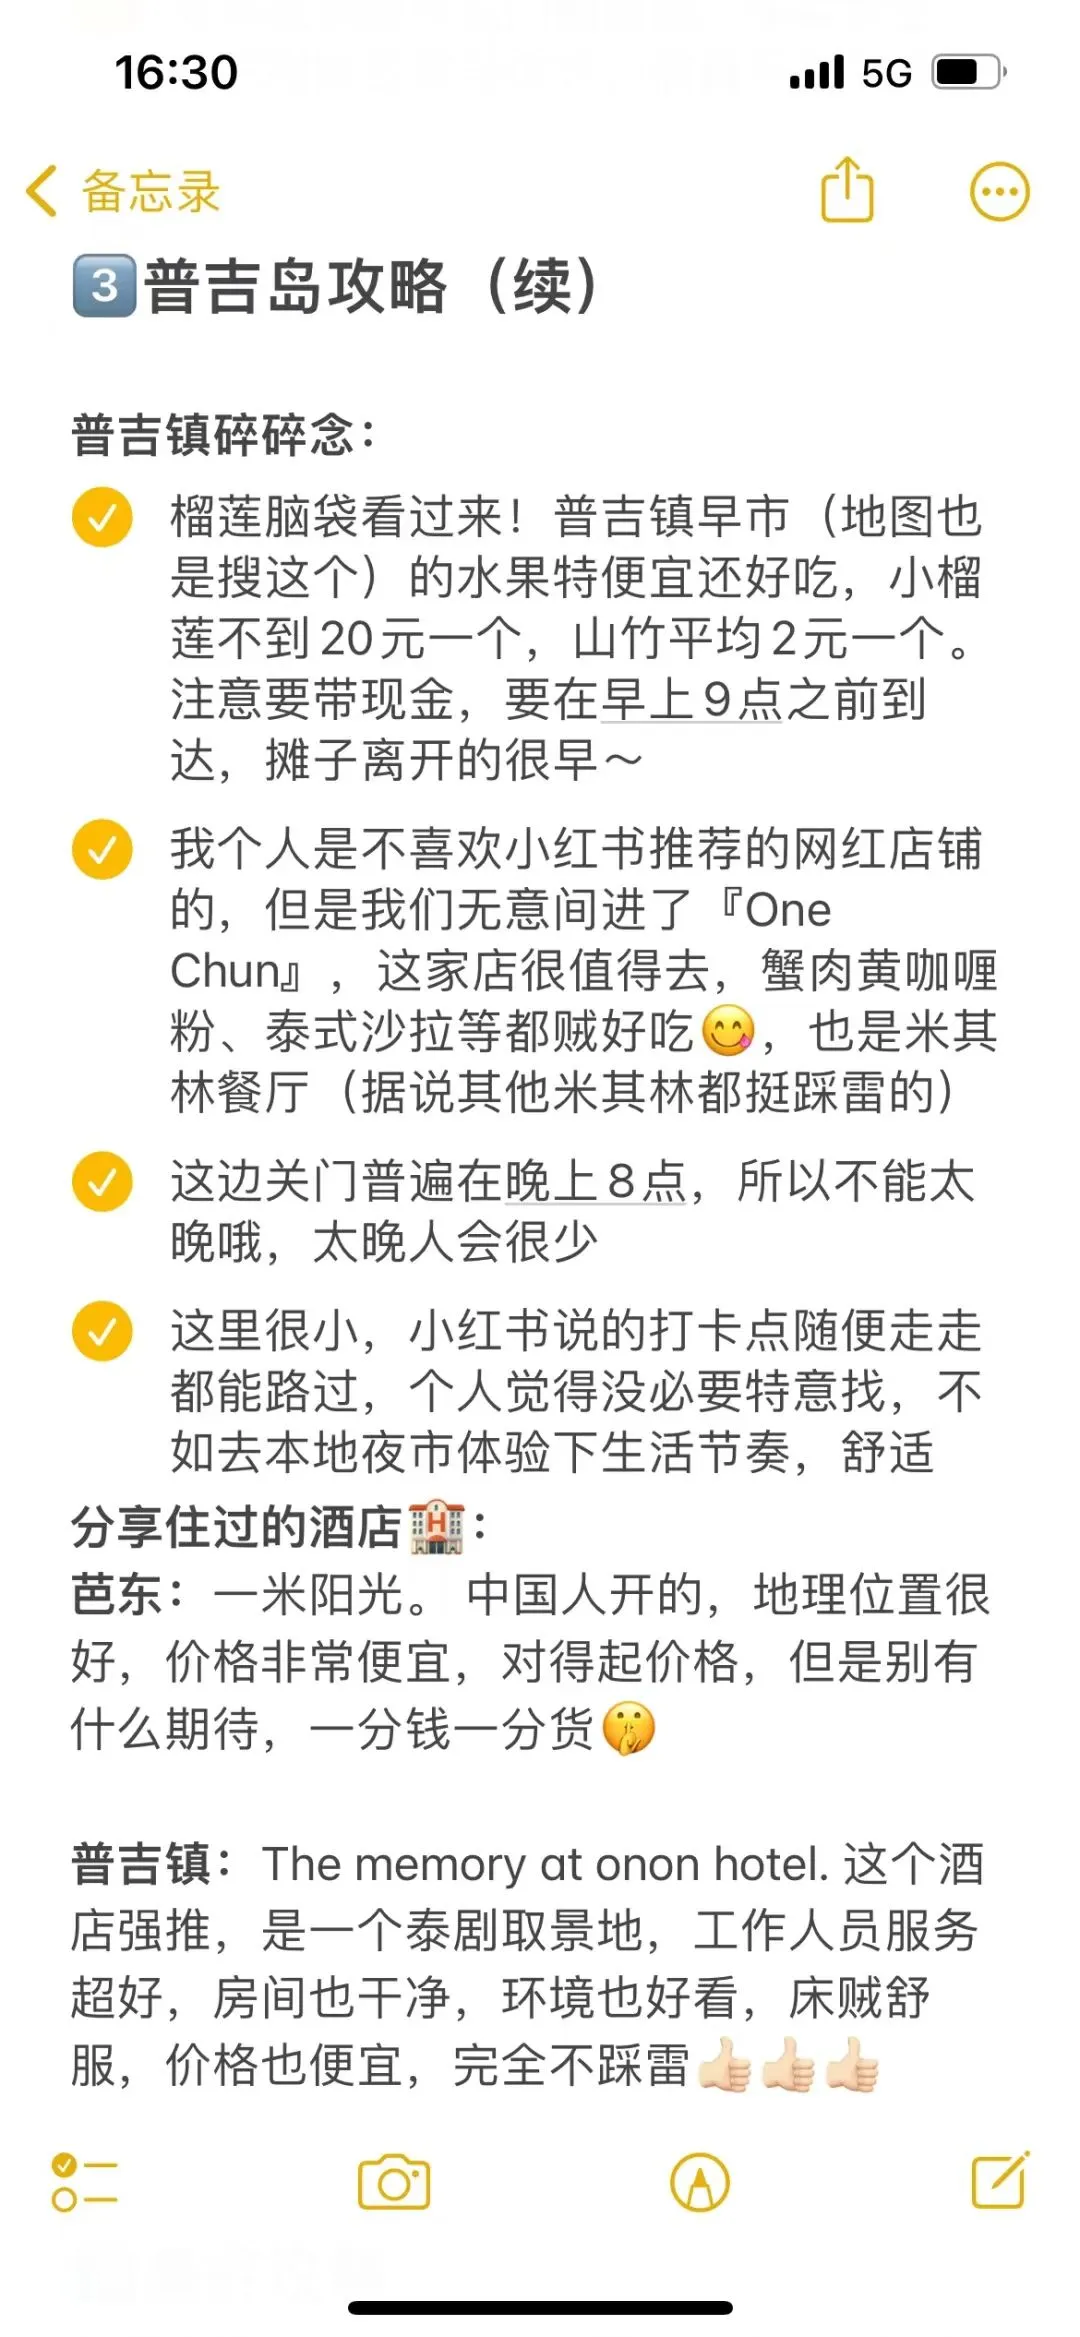 16:30
5G
备忘录
3️⃣普吉岛攻略（续）
普吉镇碎碎念：
榴莲脑袋看过来！普吉镇早市（地图也
是搜这个）的水果特便宜还好吃，小榴
莲不到20元一个，山竹平均2元一个。
注意要带现金，要在早上9点之前到
达，摊子离开的很早～
我个人是不喜欢小红书推荐的网红店铺
的，但是我们无意间进了『One
Chun』，这家店很值得去，蟹肉黄咖喱
粉、泰式沙拉等都贼好吃😋，也是米其
林餐厅（据说其他米其林都挺踩雷的）
这边关门普遍在晚上8点，所以不能太
晚哦，太晚人会很少
这里很小，小红书说的打卡点随便走走
都能路过，个人觉得没必要特意找，不
如去本地夜市体验下生活节奏，舒适
分享住过的酒店🏨：
芭东：一米阳光。 中国人开的，地理位置很
好，价格非常便宜，对得起价格，但是别有
什么期待，一分钱一分货🤫
普吉镇：The memory at onon hotel. 这个酒
店强推，是一个泰剧取景地，工作人员服务
超好，房间也干净，环境也好看，床贼舒
服，价格也便宜，完全不踩雷👍🏻👍🏻👍🏻